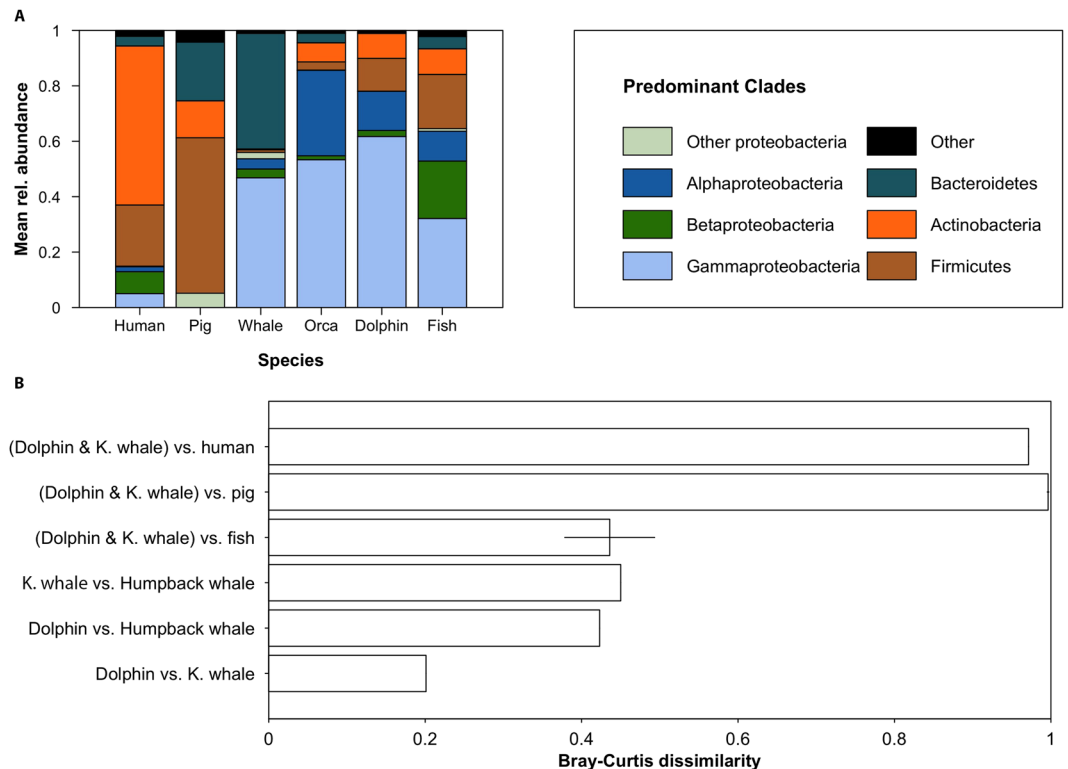 A
1
0.8
0.6
0.4
0.2
0
Mean rel. abundance
Human Pig Whale Orca Dolphin Fish
Species
Predominant Clades
Other proteobacteria
Alphaproteobacteria
Betaproteobacteria
Gammaproteobacteria
Other
Bacteroidetes
Actinobacteria
Firmicutes
B
(Dolphin & K. whale) vs. human
(Dolphin & K. whale) vs. pig
(Dolphin & K. whale) vs. fish
K. whale vs. Humpback whale
Dolphin vs. Humpback whale
Dolphin vs. K. whale
0 0.2 0.4 0.6 0.8 1
Bray-Curtis dissimilarity